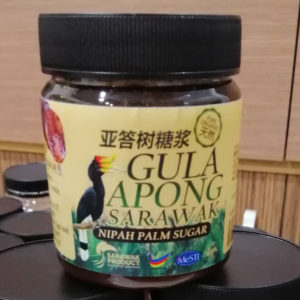 亚答树糖浆
GULA
APONG
SARAWAK
NIPAH PALM SUGAR
SARAWAK
PRODUCT
MeSTI